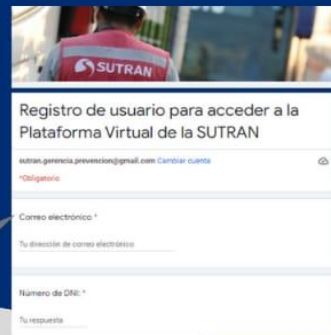 SUTRAN
Registro de usuario para acceder a la
Plataforma Virtual de la SUTRAN
sutran.gerencia.prevencion@gmail.com Cambiar cuenta
*Obligatorio
Correo electrónico *
Tu dirección de correo electrónico
Número de DNI: *
Tu respuesta